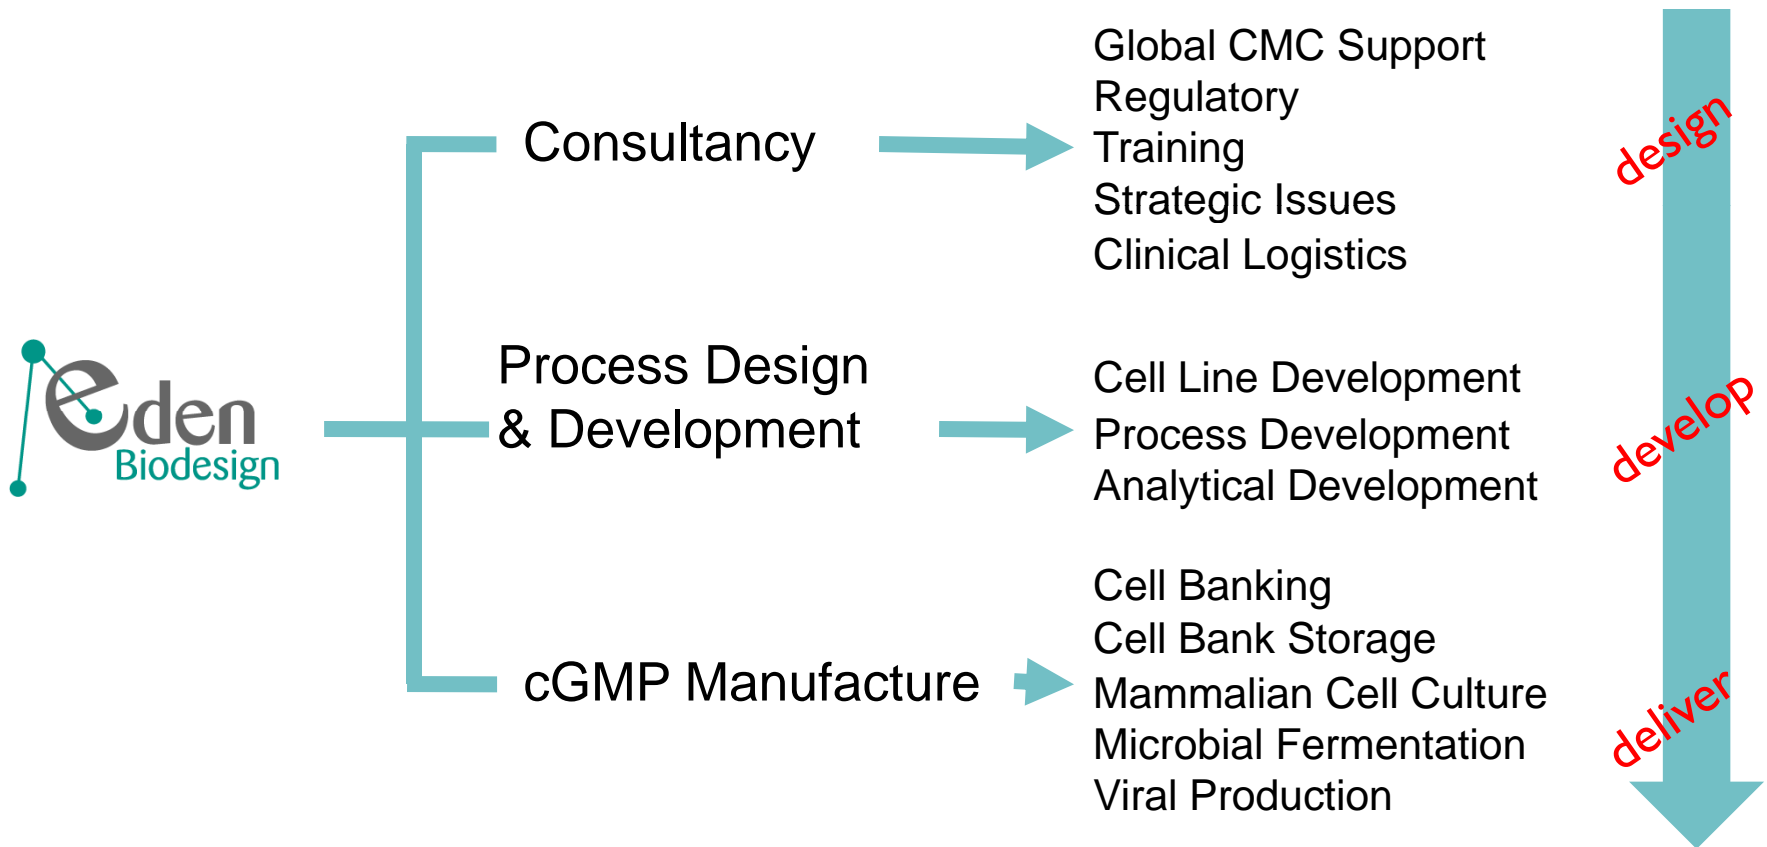 eden
Biodesign
Consultancy
Global CMC Support
Regulatory
Training
Strategic Issues
Clinical Logistics
design
Process Design
& Development
Cell Line Development
Process Development
Analytical Development
develop
cGMP Manufacture
Cell Banking
Cell Bank Storage
Mammalian Cell Culture
Microbial Fermentation
Viral Production
deliver